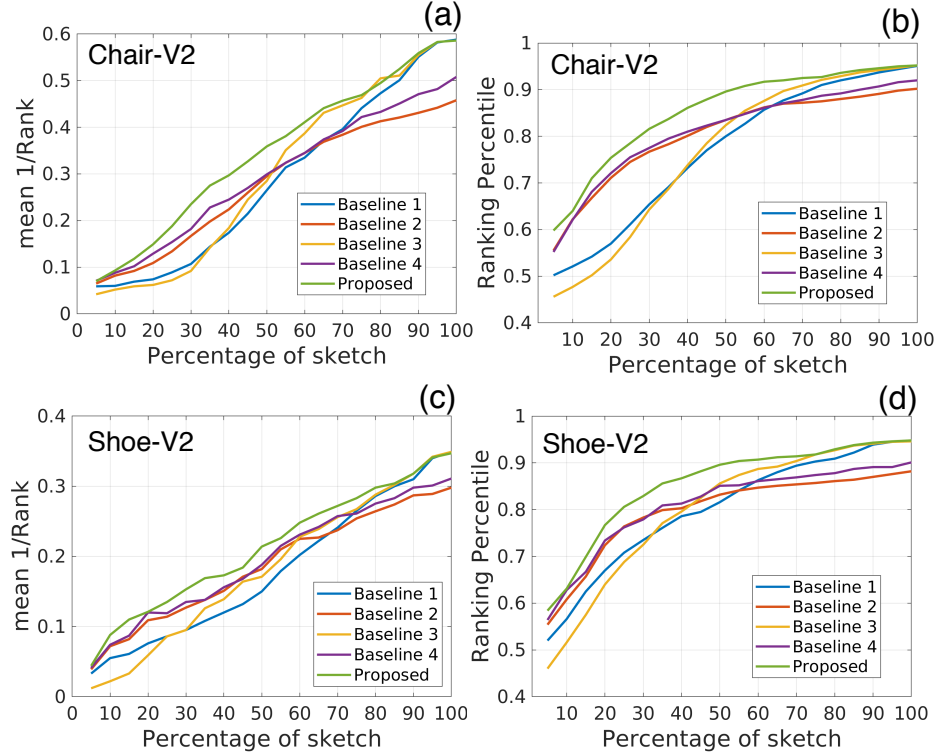 (a)
Chair-V2
mean 1/Rank
0.6
0.5
0.4
0.3
0.2
0.1
0
Baseline 1
Baseline 2
Baseline 3
Baseline 4
Proposed
0 10 20 30 40 50 60 70 80 90 100
Percentage of sketch
(b)
Chair-V2
Ranking Percentile
1
0.9
0.8
0.7
0.6
0.5
0.4
Baseline 1
Baseline 2
Baseline 3
Baseline 4
Proposed
10 20 30 40 50 60 70 80 90 100
Percentage of sketch
(c)
Shoe-V2
mean 1/Rank
0.4
0.3
0.2
0.1
0
Baseline 1
Baseline 2
Baseline 3
Baseline 4
Proposed
0 10 20 30 40 50 60 70 80 90 100
Percentage of sketch
(d)
Shoe-V2
Ranking Percentile
1
0.9
0.8
0.7
0.6
0.5
0.4
Baseline 1
Baseline 2
Baseline 3
Baseline 4
Proposed
10 20 30 40 50 60 70 80 90 100
Percentage of sketch